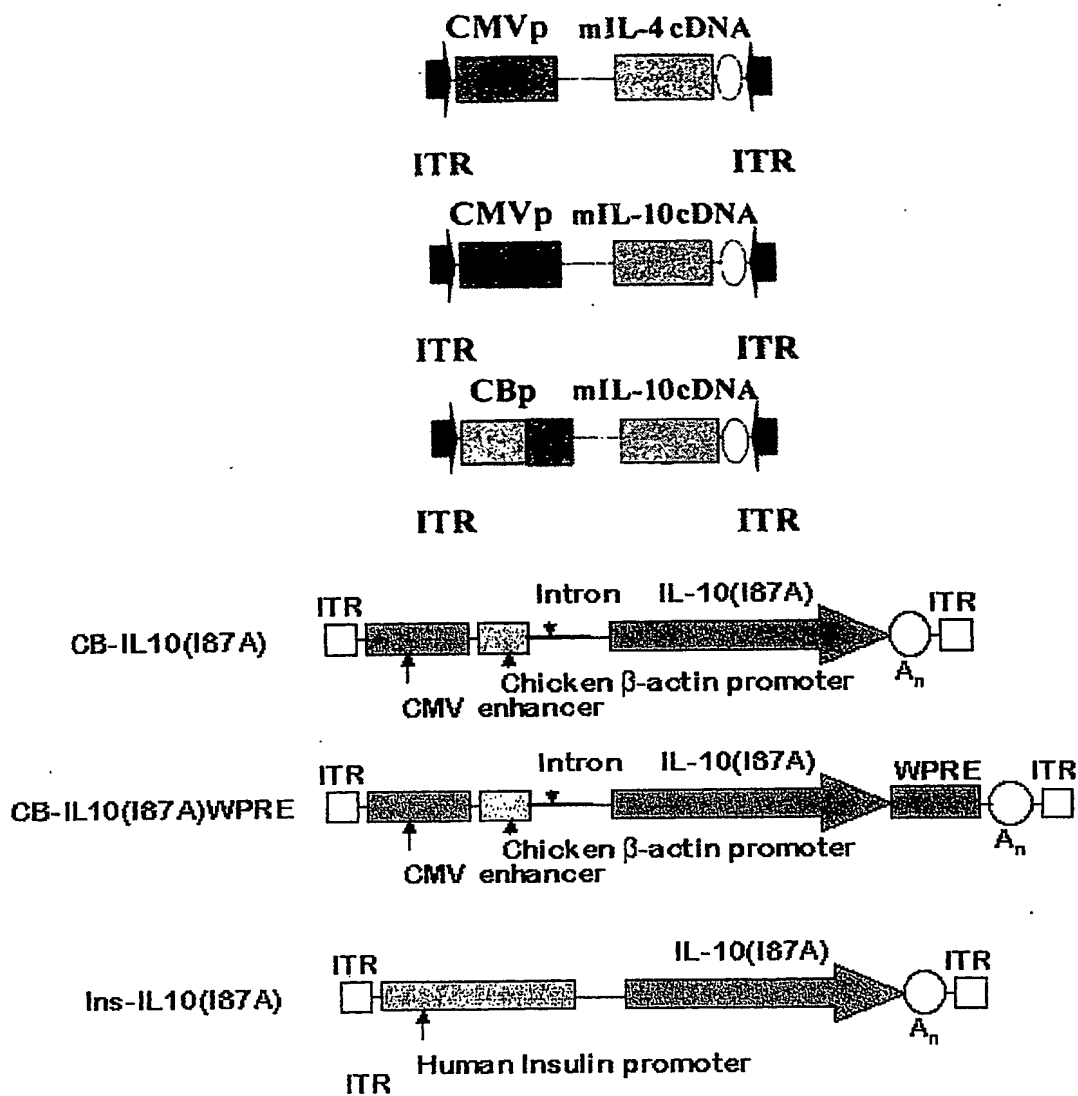 CMVp mIL-4 cDNA
ITR ITR
CMVp mIL-10cDNA
ITR ITR
CBp mIL-10cDNA
ITR ITR
ITR Intron IL-10(I87A) ITR
CB-IL10(I87A)
Chicken β-actin promoter An
CMV enhancer
ITR Intron IL-10(I87A) WPRE ITR
CB-IL10(I87A)WPRE
Chicken β-actin promoter An
CMV enhancer
ITR IL-10(I87A) ITR
Ins-IL10(I87A)
An
Human Insulin promoter
ITR